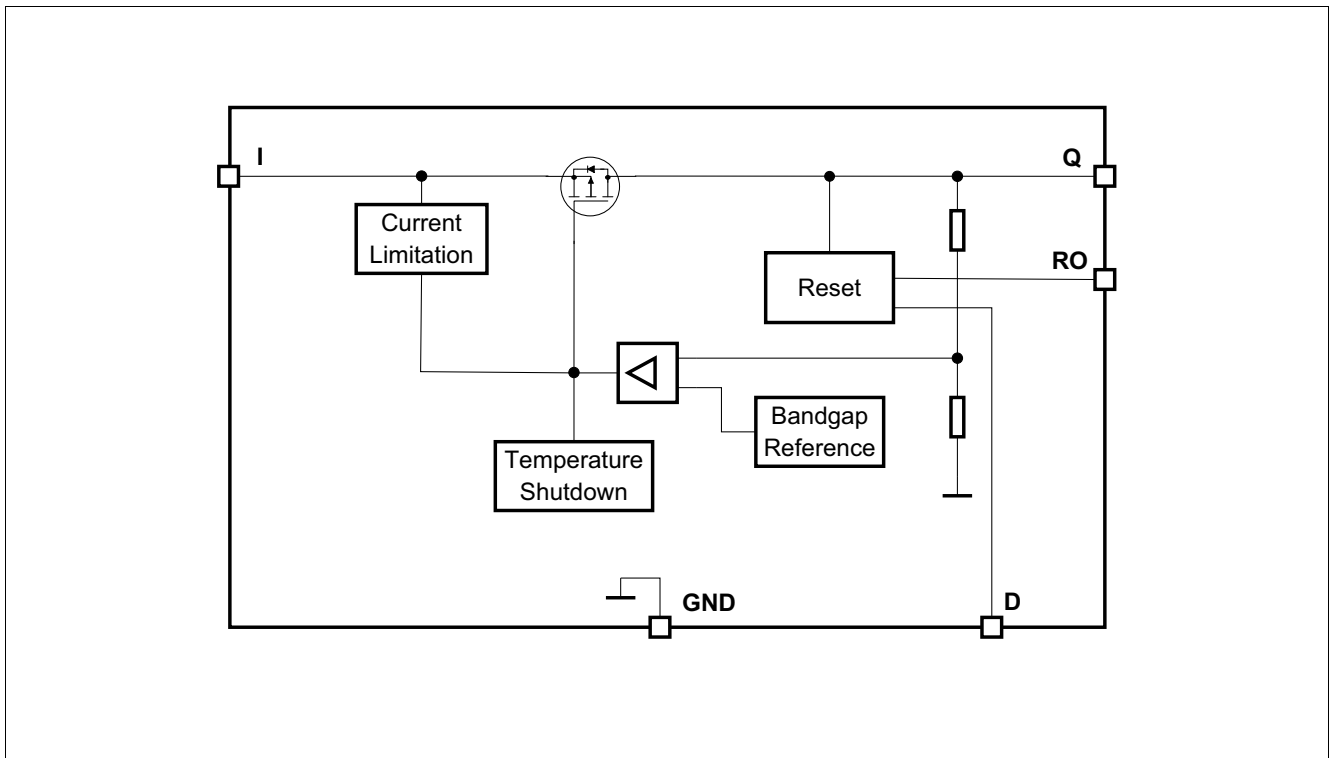 I
Q
Current
Limitation
RO
Reset
Bandgap
Reference
Temperature
Shutdown
GND
D